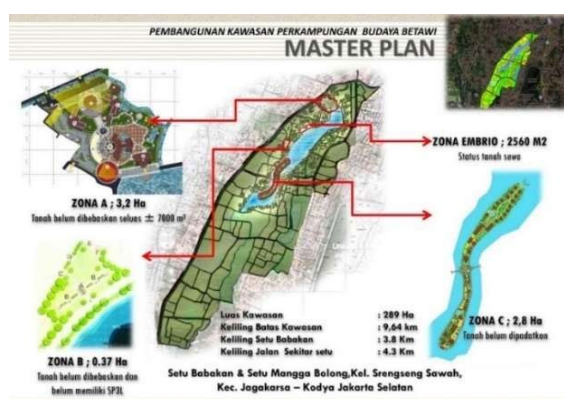 PEMBANGUNAN KAWASAN PERKAMPUNGAN BUDAYA BETAWI
MASTER PLAN
ZONA EMBRIO ; 2560 M2
Status tanah sewa
ZONA A ; 3,2 Ha
Tanah belum dibebaskan seluas ± 7000 m²
ZONA B ; 0.37 Ha
Tanah belum dibebaskan dan
belum memiliki SP3L
ZONA C ; 2,8 Ha
Tanah belum dipadatkan
Luas Kawasan : 289 Ha
Keliling Batas Kawasan : 9,64 km
Keliling Setu Babakan : 3.8 Km
Keliling Jalan Sekitar setu : 4.3 Km
Setu Babakan & Setu Mangga Bolong,Kel. Srengseng Sawah,
Kec. Jagakarsa – Kodya Jakarta Selatan